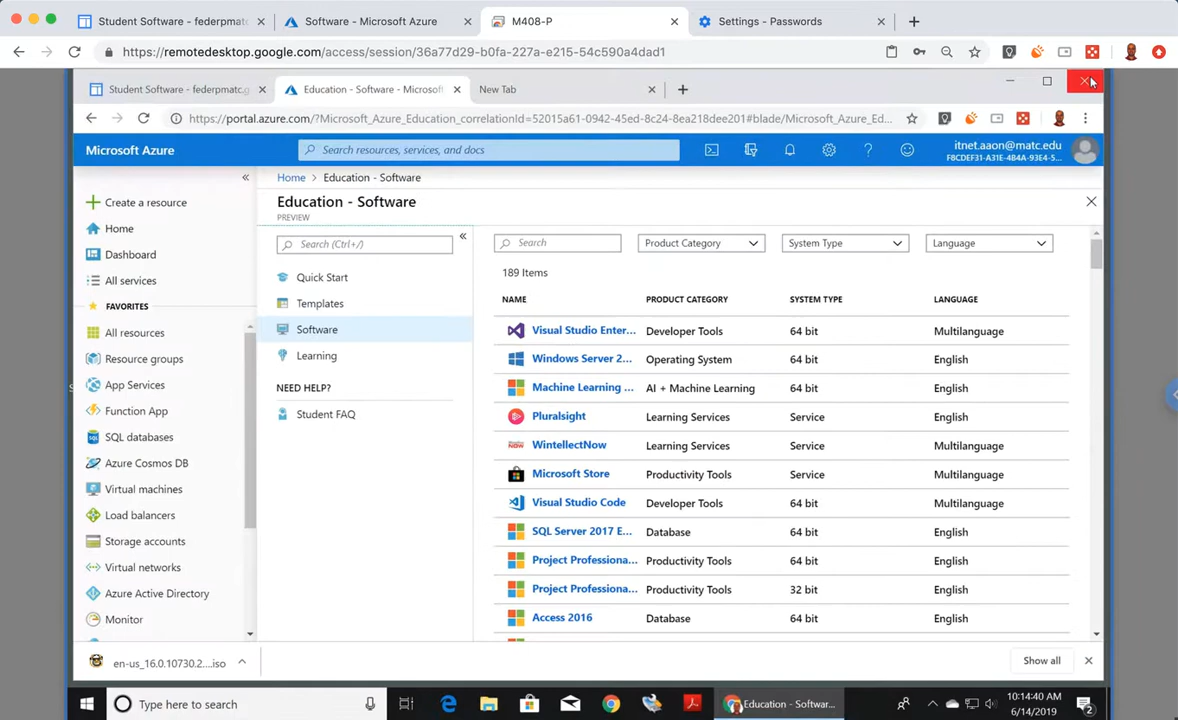 Student Software - federpmatc
Software - Microsoft Azure
M408-P
Settings - Passwords
https://remotedesktop.google.com/access/session/36a77d29-b0fa-227a-e215-54c590a4dad1
Student Software - federpmatc.g
Education - Software - Microsoft
New Tab
https://portal.azure.com/?Microsoft_Azure_Education_correlationId=52015a61-0942-45ed-8c24-8ea218dee201#blade/Microsoft_Azure_Ed...
Microsoft Azure
Search resources, services, and docs
itnet.aaon@matc.edu
F8CDEF31-A31E-4B4A-93E4-5...
Home > Education - Software
Education - Software
PREVIEW
Create a resource
Home
Dashboard
All services
FAVORITES
All resources
Resource groups
App Services
Function App
SQL databases
Azure Cosmos DB
Virtual machines
Load balancers
Storage accounts
Virtual networks
Azure Active Directory
Monitor
Search (Ctrl+/)
Quick Start
Templates
Software
Learning
NEED HELP?
Student FAQ
Search
Product Category
System Type
Language
189 Items
NAME PRODUCT CATEGORY SYSTEM TYPE LANGUAGE
Visual Studio Enter... Developer Tools 64 bit Multilanguage
Windows Server 2... Operating System 64 bit English
Machine Learning ... AI + Machine Learning 64 bit English
Pluralsight Learning Services Service English
WintellectNow Learning Services Service Multilanguage
Microsoft Store Productivity Tools Service Multilanguage
Visual Studio Code Developer Tools 64 bit Multilanguage
SQL Server 2017 E... Database 64 bit English
Project Professiona... Productivity Tools 64 bit English
Project Professiona... Productivity Tools 32 bit English
Access 2016 Database 64 bit English
en-us_16.0.10730.2....iso
Show all
Type here to search
Education - Softwar...
10:14:40 AM
6/14/2019
2